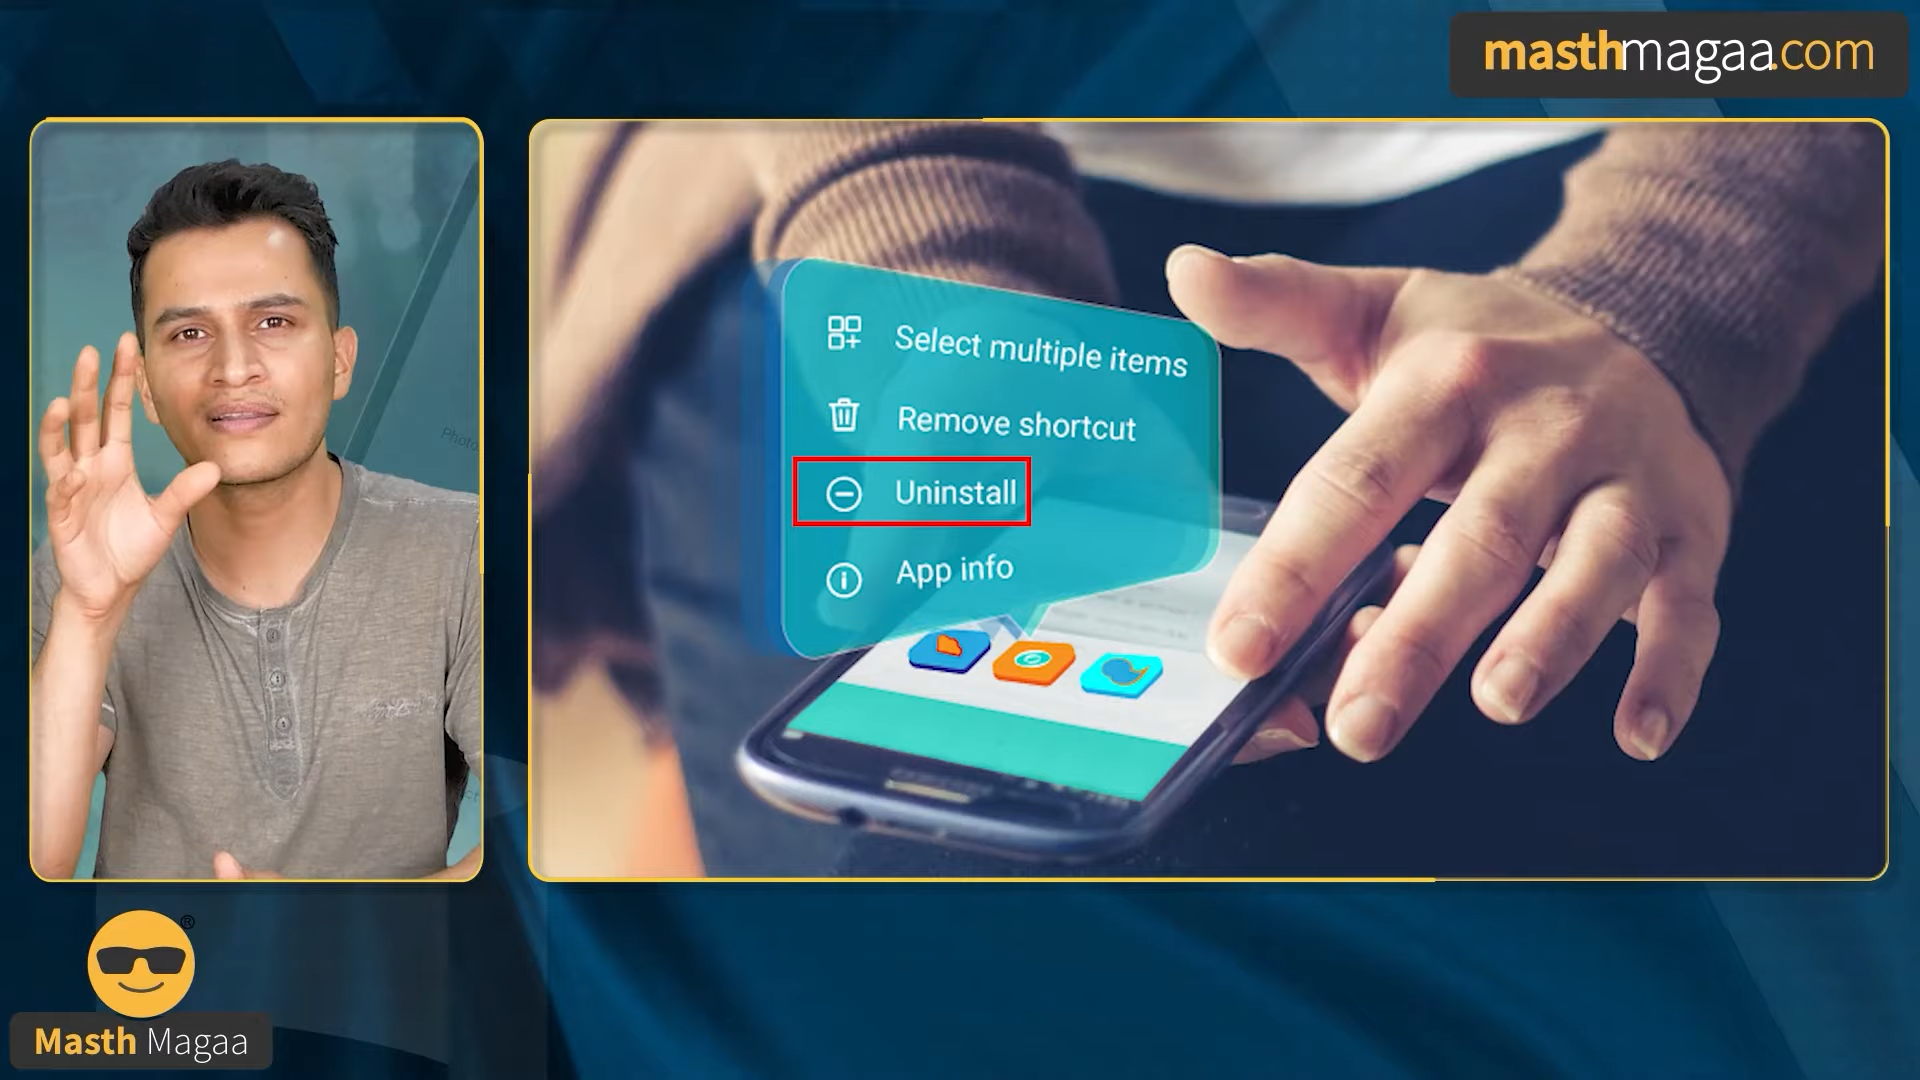 masthmagaa.com
Select multiple items
Remove shortcut
Uninstall
App info
®
Masth Magaa